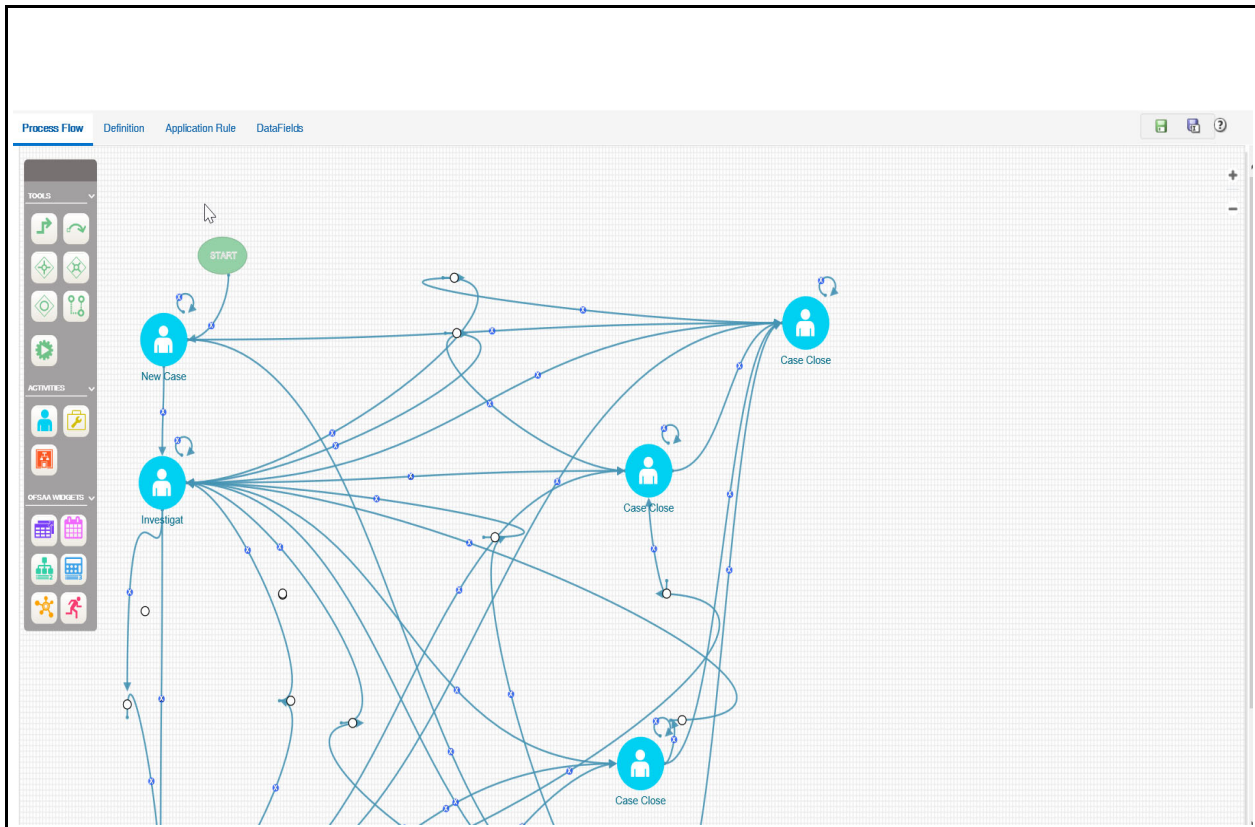 Process Flow Definition Application Rule DataFields
TOOLS
START
New Case
Case Close
ACTIVITIES
Case Close
OFSAA WIDGETS
Investigat
Case Close